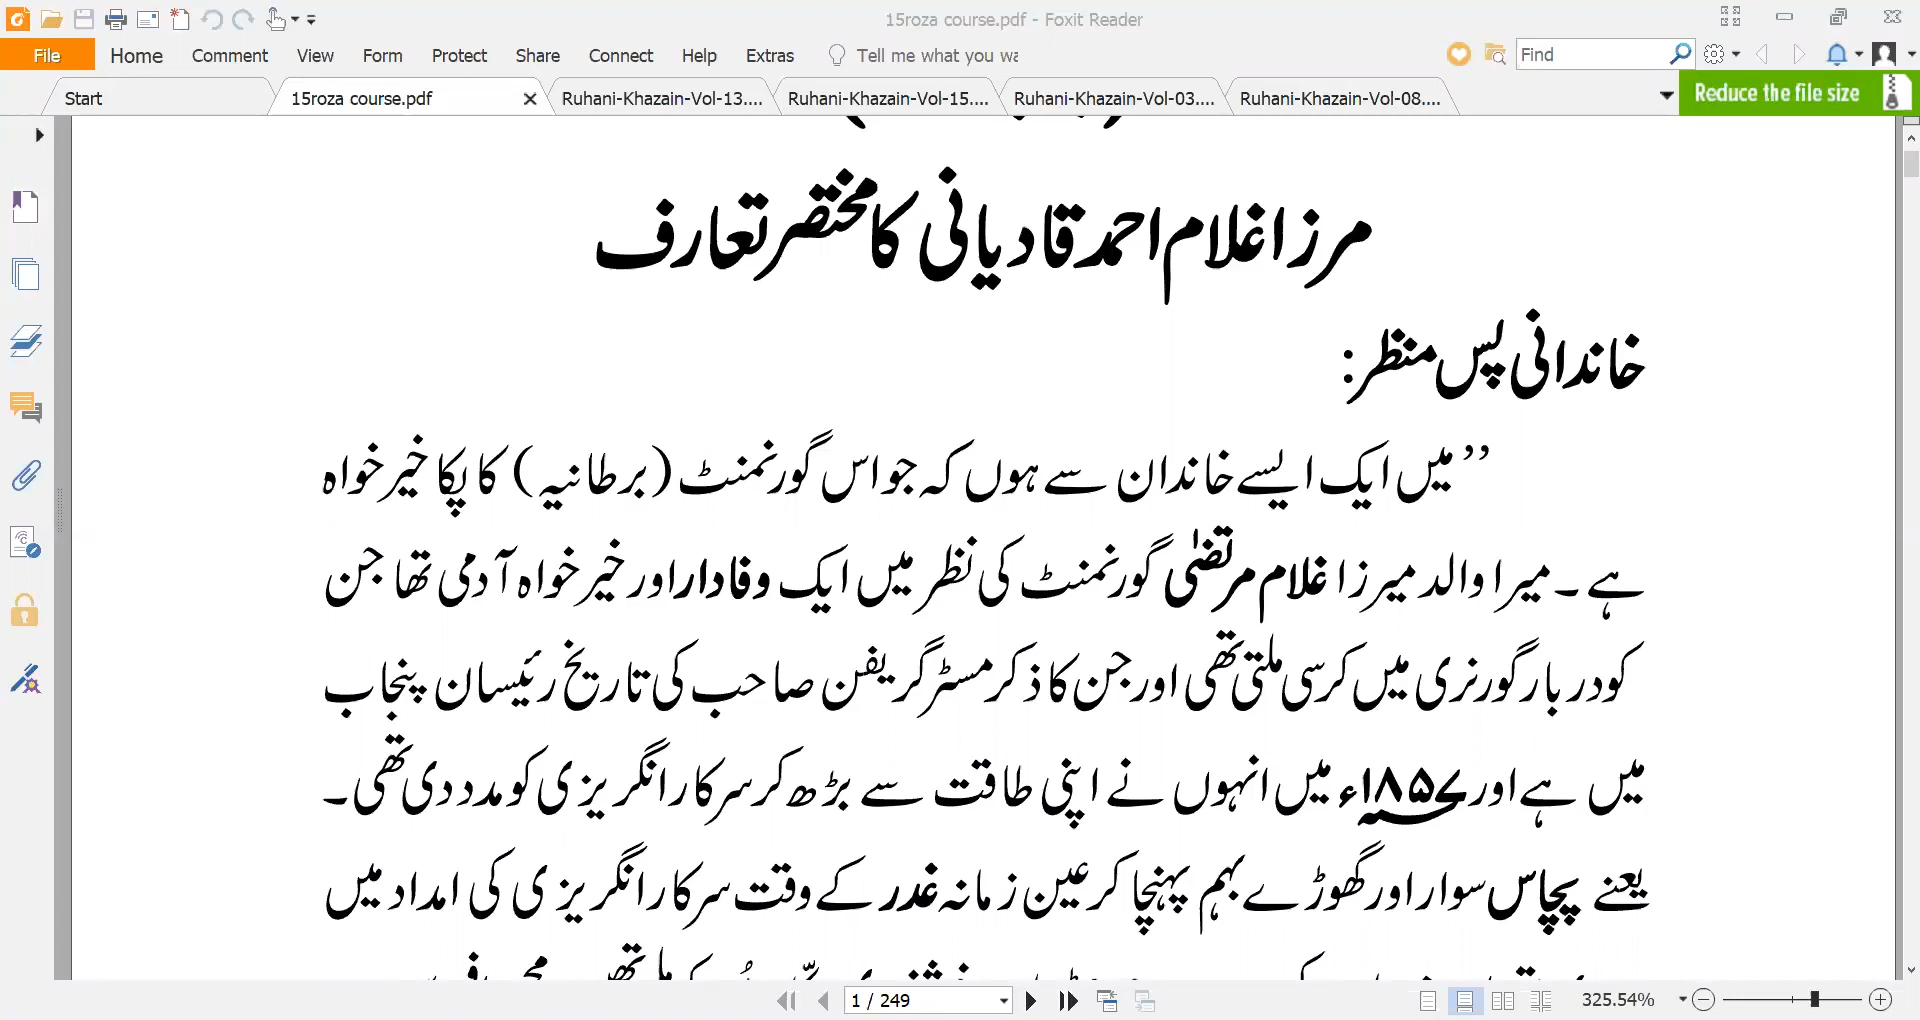 15roza course.pdf - Foxit Reader
File Home Comment View Form Protect Share Connect Help Extras Tell me what you wa Find
Start 15roza course.pdf Ruhani-Khazain-Vol-13.... Ruhani-Khazain-Vol-15.... Ruhani-Khazain-Vol-03.... Ruhani-Khazain-Vol-08.... Reduce the file size
مرزا غلام احمد قادیانی کا مختصر تعارف
خاندانی پس منظر:
’’میں ایک ایسے خاندان سے ہوں کہ جو اس گورنمنٹ (برطانیہ) کا پکا خیر خواہ
ہے۔ میرا والد میرزا غلام مرتضیٰ گورنمنٹ کی نظر میں ایک وفادار اور خیر خواہ آدمی تھا جن
کو دربار گورنری میں کرسی ملتی تھی اور جن کا ذکر مسٹر گریفن صاحب کی تاریخ رئیسان پنجاب
میں ہے اور ۱۸۵۷ء میں انہوں نے اپنی طاقت سے بڑھ کر سرکار انگریزی کو مدد دی تھی۔
یعنے پچاس سوار اور گھوڑے بہم پہنچا کر عین زمانہ غدر کے وقت سرکار انگریزی کی امداد میں
1 / 249 325.54%